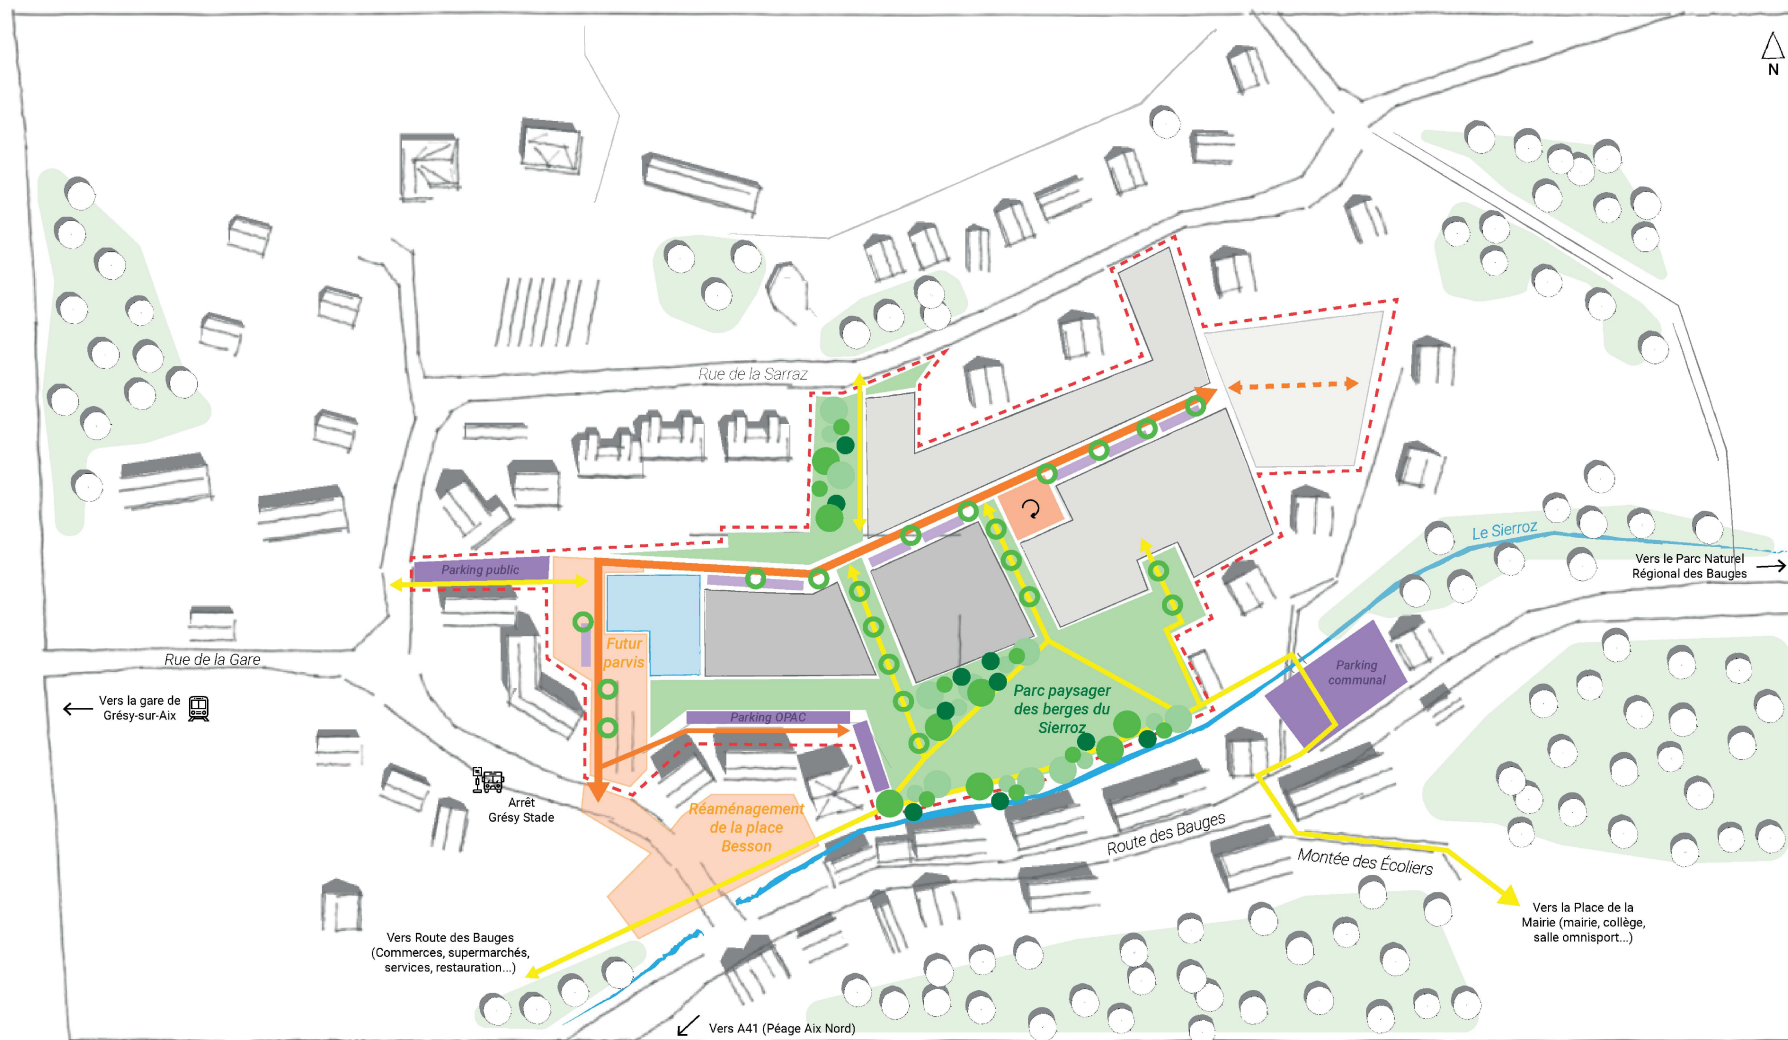 N
Rue de la Sarraz
Le Sierroz
Vers le Parc Naturel
Régional des Bauges
Parking public
Rue de la Gare
Futur
parvis
Parking
communal
Vers la gare de
Grésy-sur-Aix
Parking OPAC
Parc paysager
des berges du
Sierroz
Arrêt
Grésy Stade
Réaménagement
de la place
Besson
Route des Bauges
Montée des Écoliers
Vers la Place de la
Mairie (mairie, collège,
salle omnisport...)
Vers Route des Bauges
(Commerces, supermarchés,
services, restauration...)
Vers A41 (Péage Aix Nord)